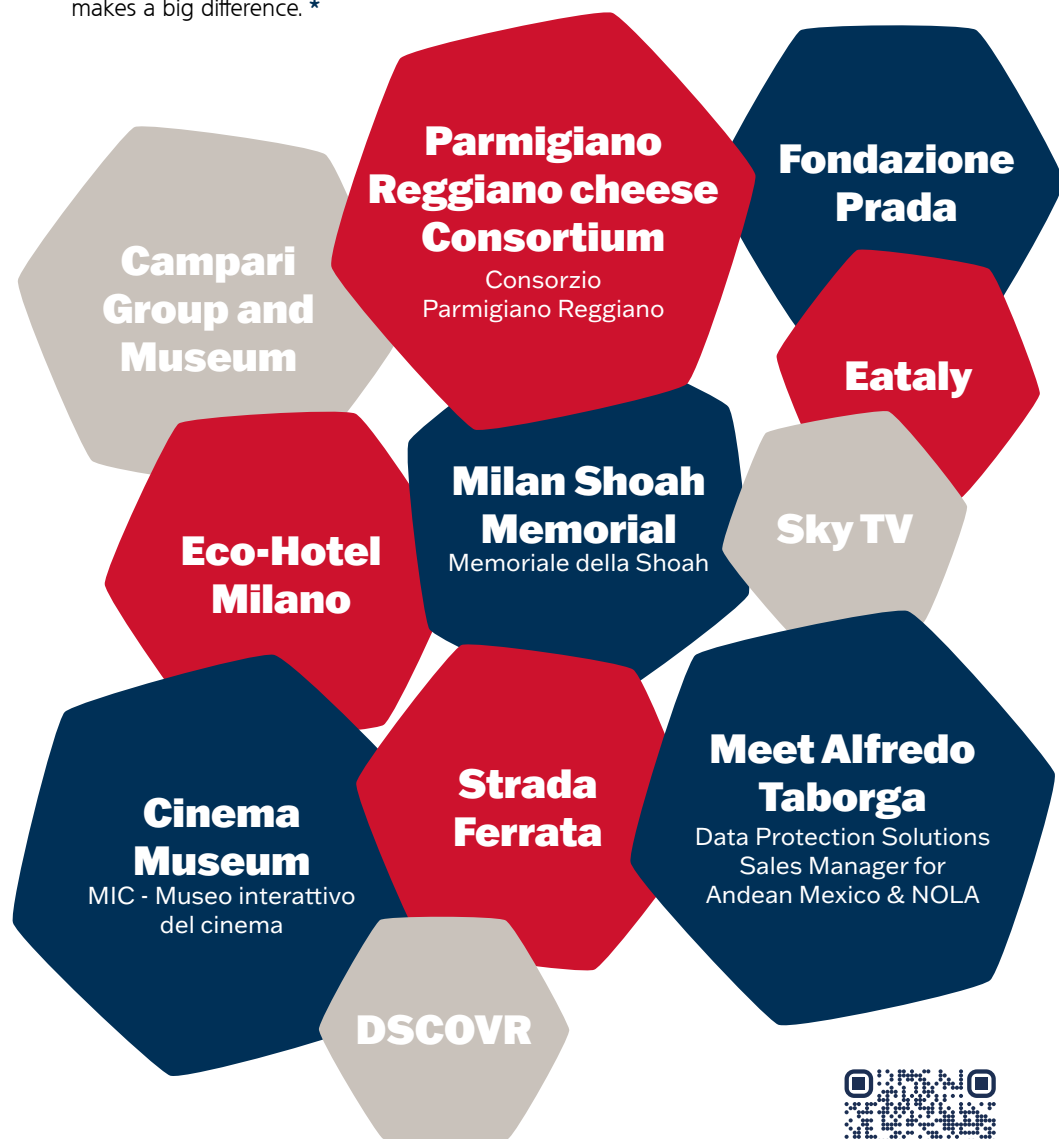 makes a big difference. *
Parmigiano
Reggiano cheese
Consortium
Consorzio
Parmigiano Reggiano
Fondazione
Prada
Campari
Group and
Museum
Eataly
Milan Shoah
Memorial
Memoriale della Shoah
Sky TV
Eco-Hotel
Milano
Meet Alfredo
Taborga
Data Protection Solutions
Sales Manager for
Andean Mexico & NOLA
Strada
Ferrata
Cinema
Museum
MIC - Museo interattivo
del cinema
DSCOVR